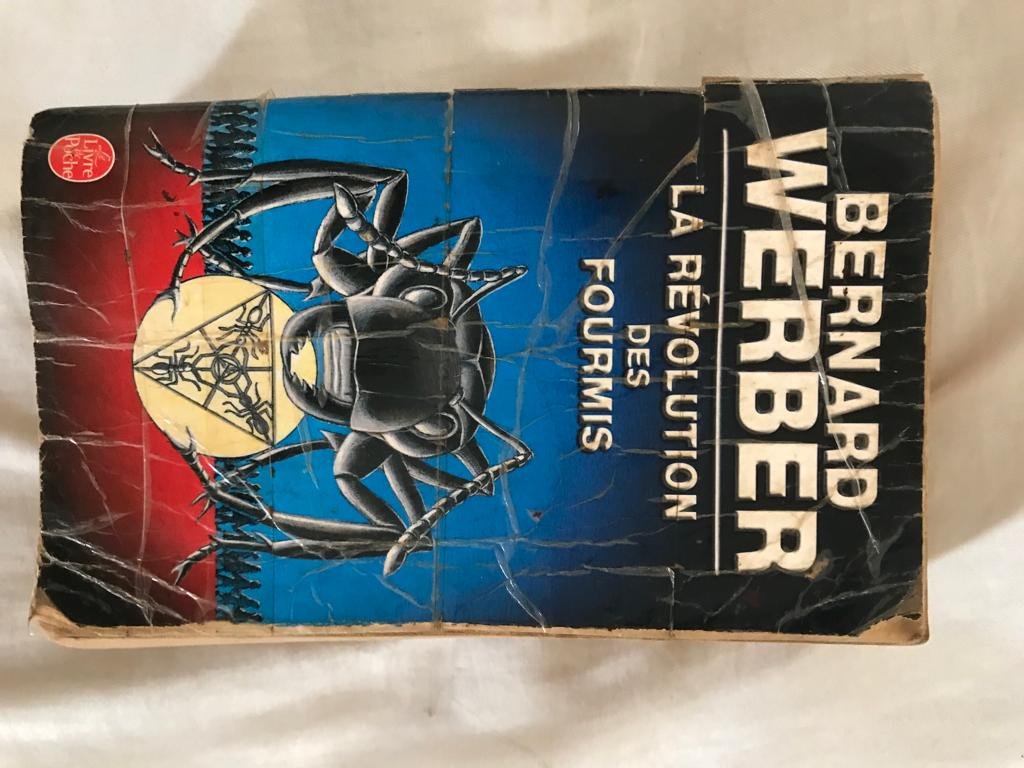 BERNARD
WERBER
LA RÉVOLUTION
DES
FOURMIS
Le
Livre
de
Poche